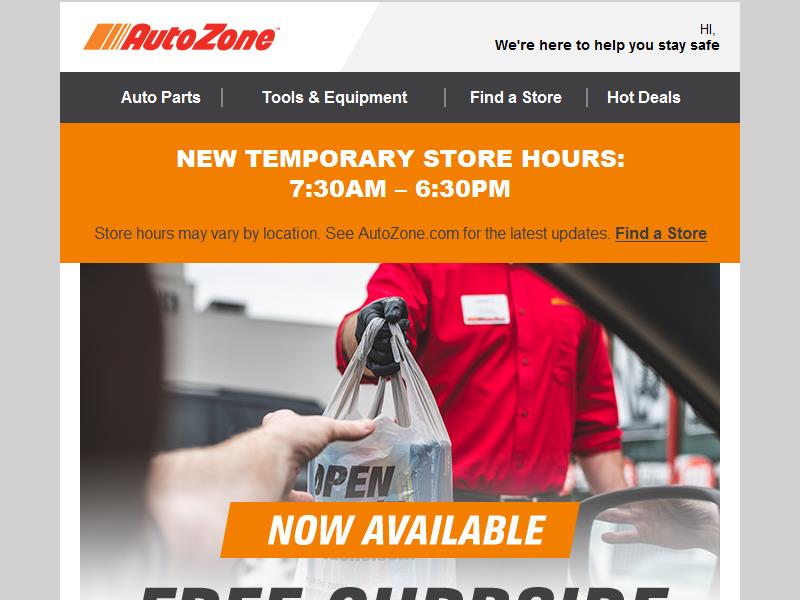 AutoZone
HI,
We're here to help you stay safe
Auto Parts
Tools & Equipment
Find a Store
Hot Deals
NEW TEMPORARY STORE HOURS:
7:30AM – 6:30PM
Store hours may vary by location. See AutoZone.com for the latest updates. Find a Store
OPEN
NOW AVAILABLE
FREE CURBSIDE